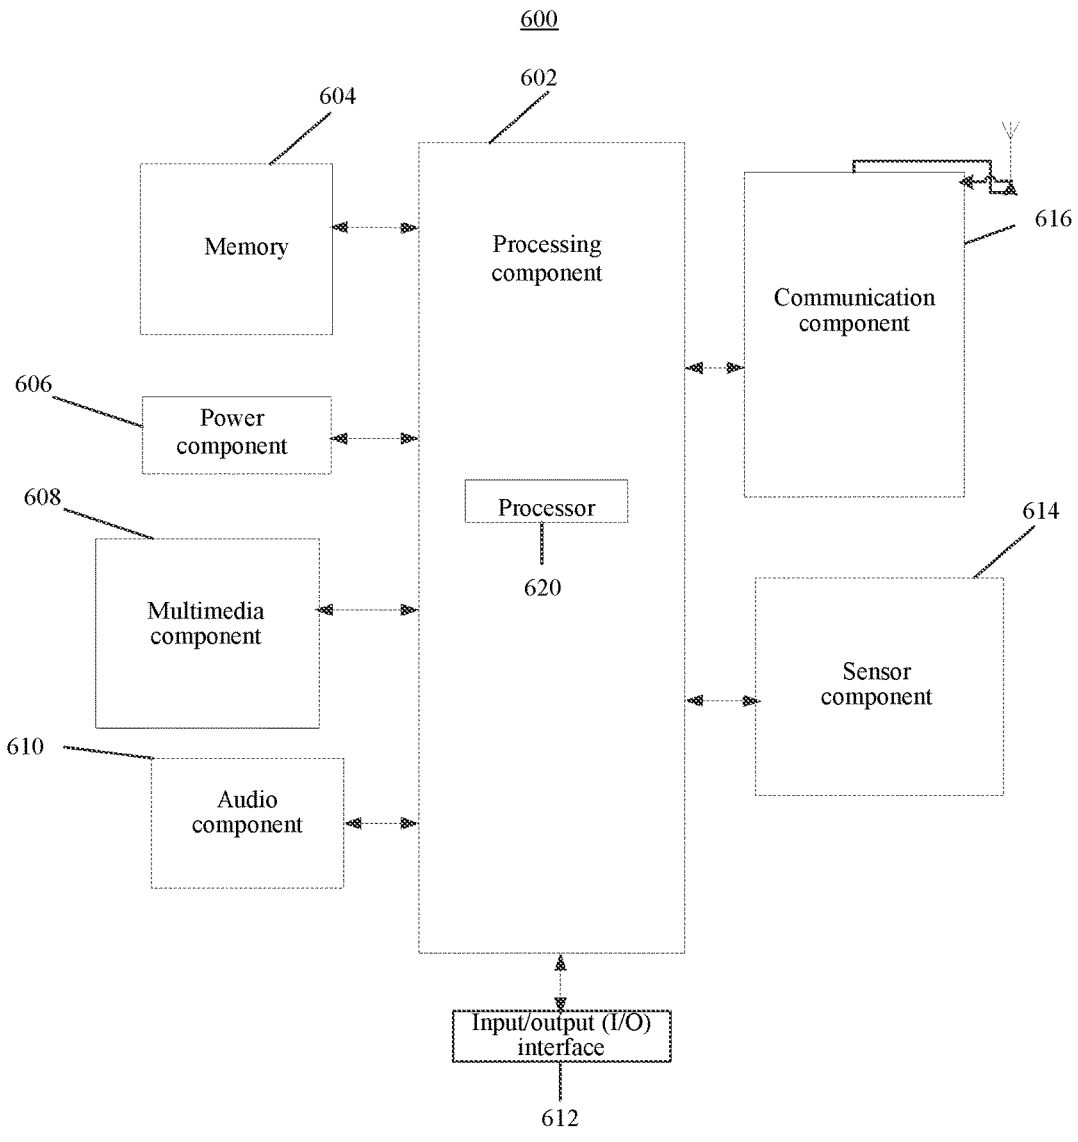 600
602
604
Memory
Processing
component
616
Communication
component
606
Power
component
608
Processor
620
614
Multimedia
component
Sensor
component
610
Audio
component
Input/output (I/O)
interface
612